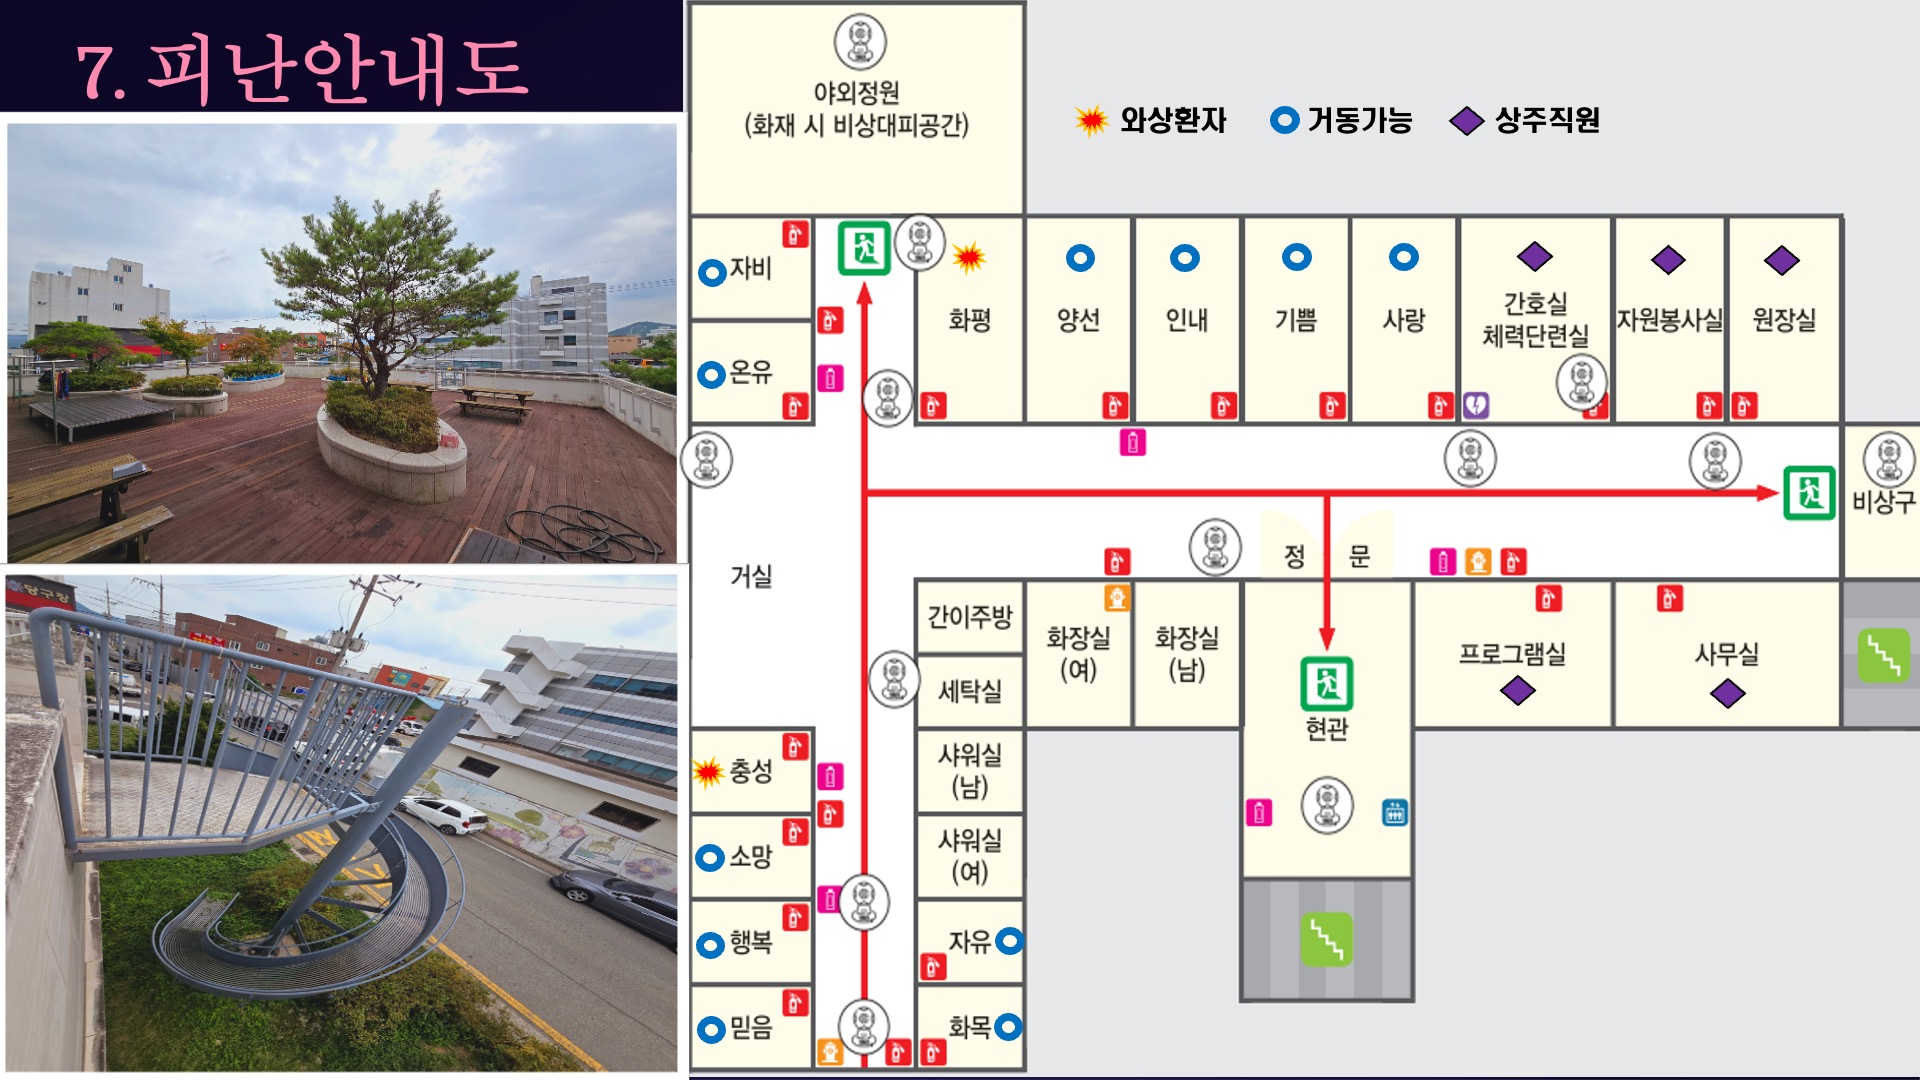 7. 피난안내도
야외정원
(화재 시 비상대피공간)
와상환자
거동가능
상주직원
자비
온유
화평
양선
인내
기쁨
사랑
간호실
체력단련실
자원봉사실
원장실
비상구
거실
정 문
간이주방
세탁실
화장실
(여)
화장실
(남)
현관
프로그램실
사무실
충성
소망
행복
믿음
샤워실
(남)
샤워실
(여)
자유
화목
당구장